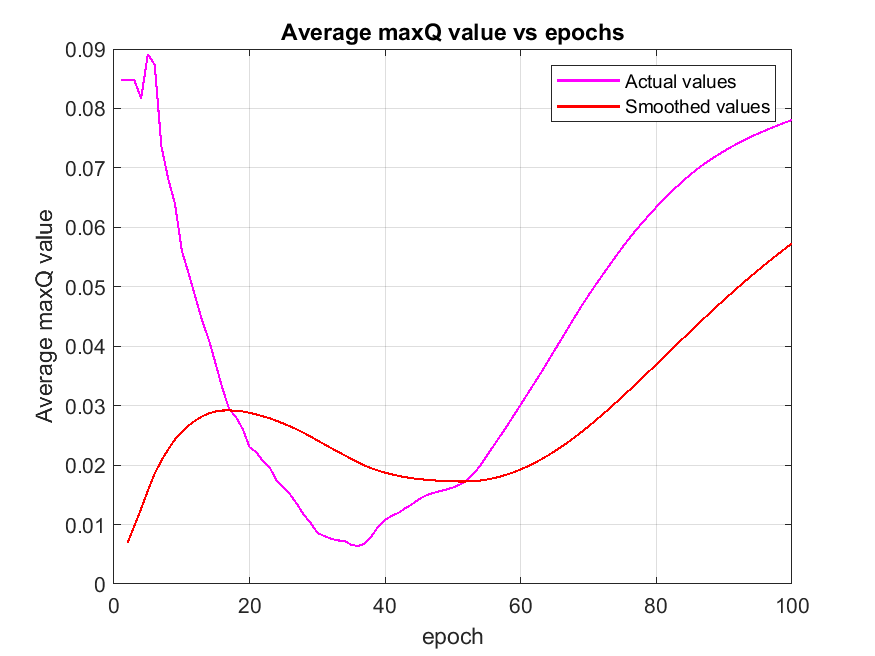 Average maxQ value vs epochs
Actual values
Smoothed values
0.09
0.08
0.07
0.06
0.05
0.04
0.03
0.02
0.01
0
Average maxQ value
0 20 40 60 80 100
epoch